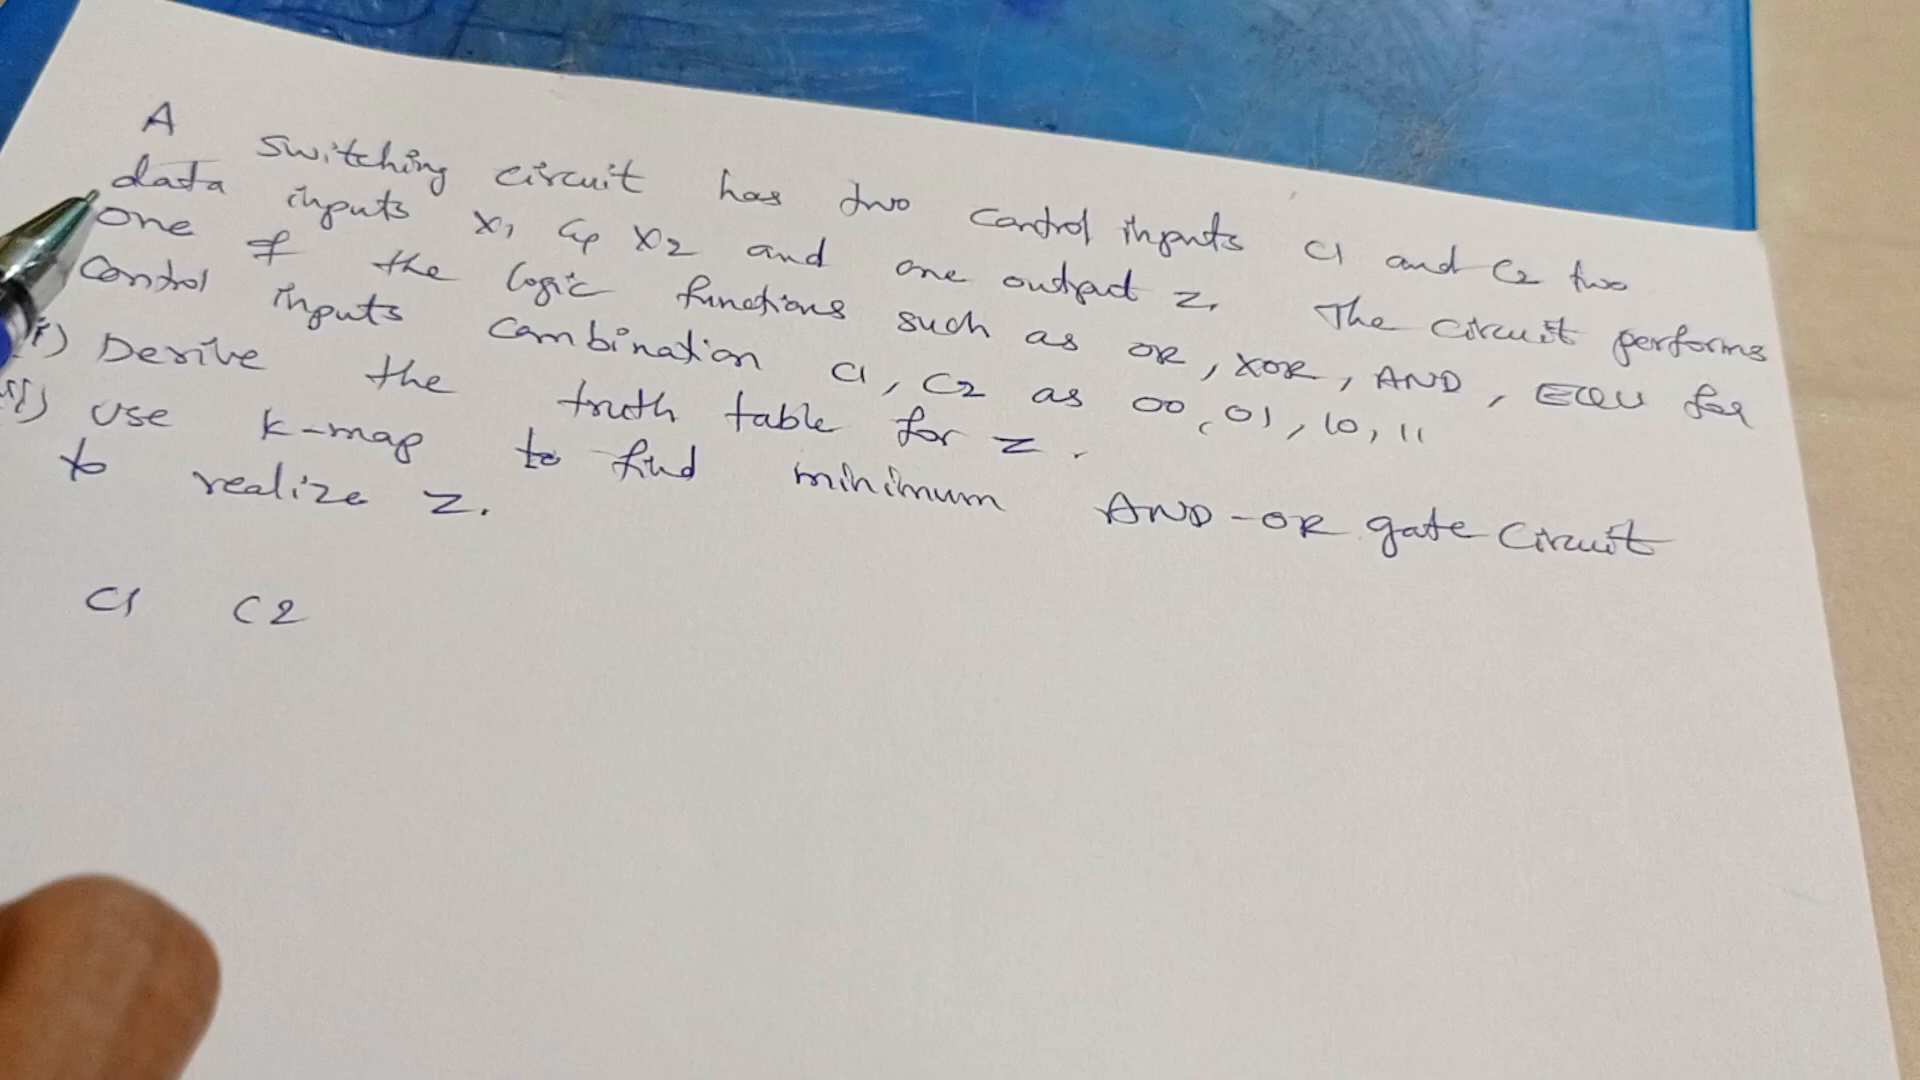 A switching circuit has two control inputs C1 and C2 two
data inputs X1 & X2 and one output Z. The circuit performs
one of the logic functions such as OR, XOR, AND, EQU for
control inputs combination C1, C2 as 00, 01, 10, 11
i) Derive the truth table for Z.
ii) Use K-map to find minimum AND-OR gate circuit
to realize Z.
C1 C2